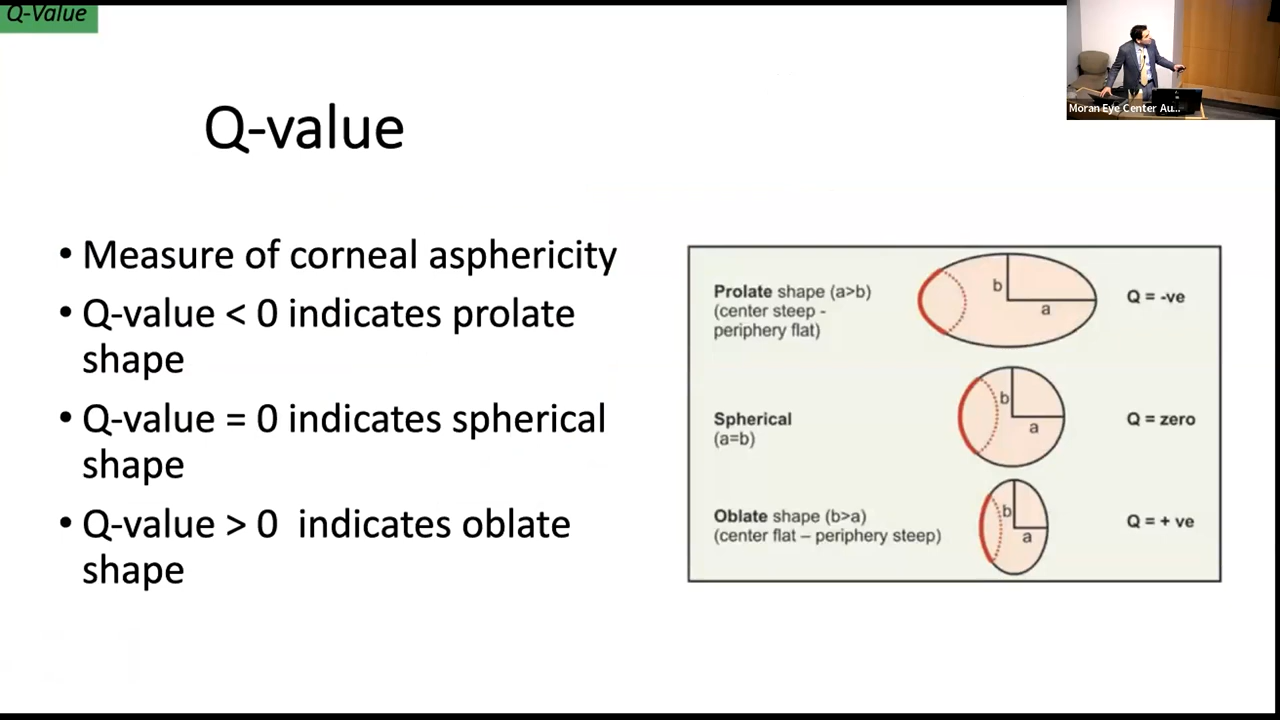 Q-Value
Moran Eye Center Au...
Q-value
• Measure of corneal asphericity
• Q-value < 0 indicates prolate
shape
• Q-value = 0 indicates spherical
shape
• Q-value > 0  indicates oblate
shape
Prolate shape (a>b)
(center steep -
periphery flat)
b
a
Q = -ve
Spherical
(a=b)
b
a
Q = zero
Oblate shape (b>a)
(center flat – periphery steep)
b
a
Q = + ve